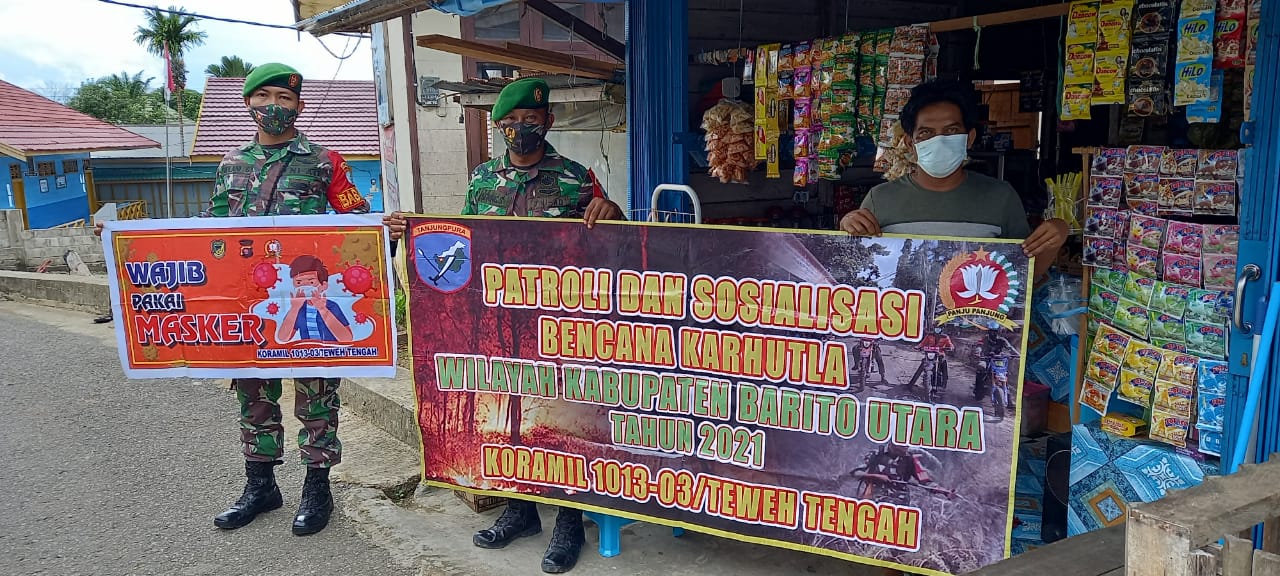 WAJIB
PAKAI
MASKER
KORAMIL 1013-03/TEWEH TENGAH
TANJUNGPURA
PATROLI DAN SOSIALISASI
BENCANA KARHUTLA
WILAYAH KABUPATEN BARITO UTARA
TAHUN 2021
KORAMIL 1013-03/TEWEH TENGAH
PANJU PANJUNG
HiLo
HiLo